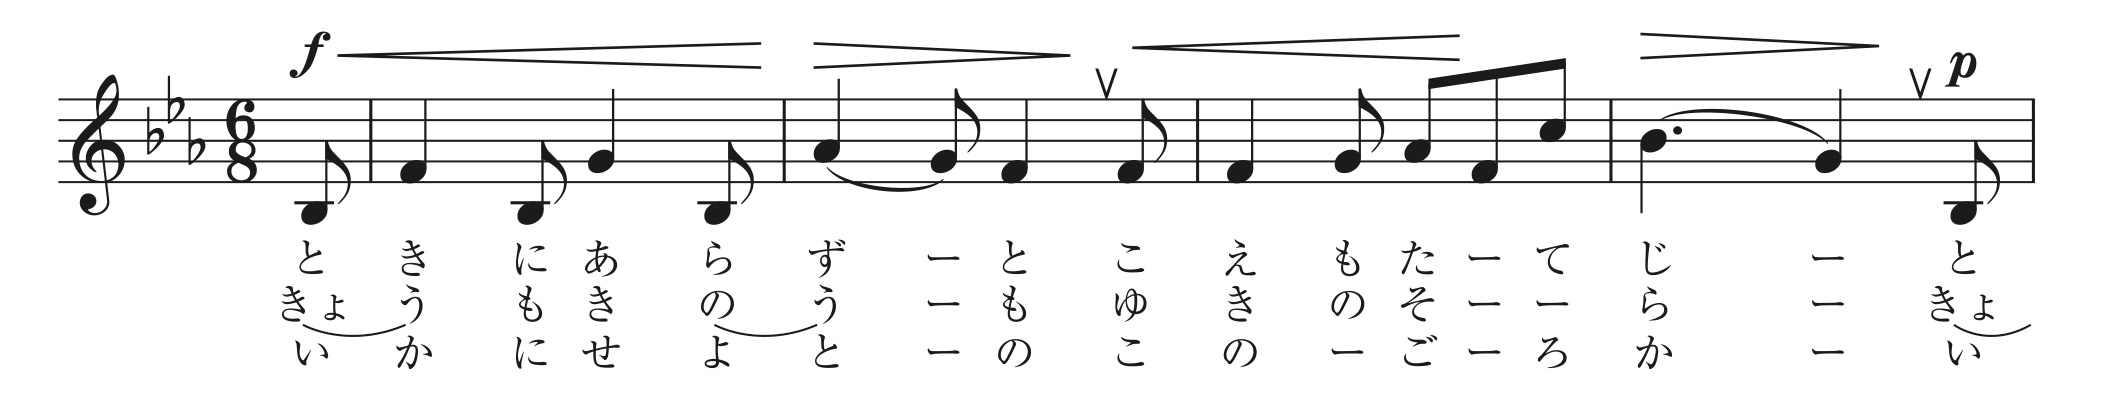 f
p
6
8
と き に あ ら ず ー と こ え も た ー て じ ー と
きょ う も き の う ー も ゆ き の そ ー ー ら ー きょ
い か に せ よ と ー の こ の ー ご ー ろ か ー い